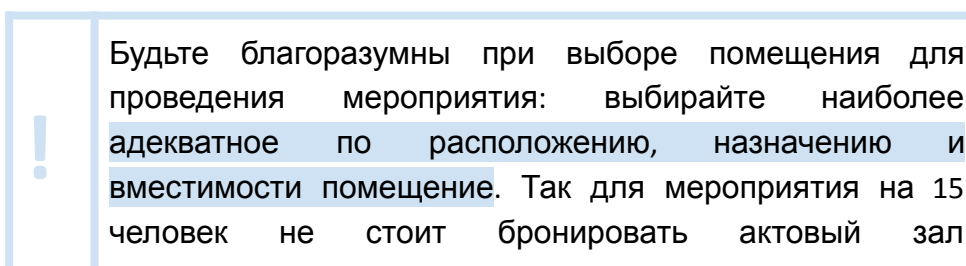 Будьте благоразумны при выборе помещения для
проведения мероприятия: выбирайте наиболее
адекватное по расположению, назначению и
!
вместимости помещение. Так для мероприятия на 15
человек не стоит бронировать актовый зал